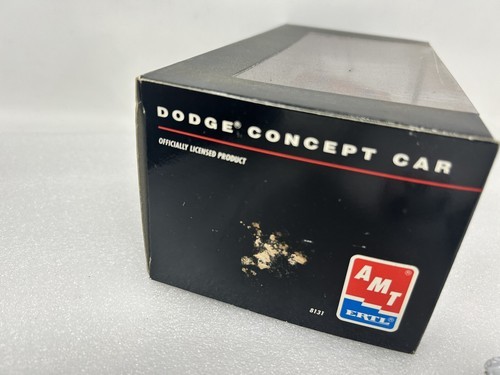 DODGE® CONCEPT CAR
OFFICIALLY LICENSED PRODUCT
AMT®
ERTL®
8131